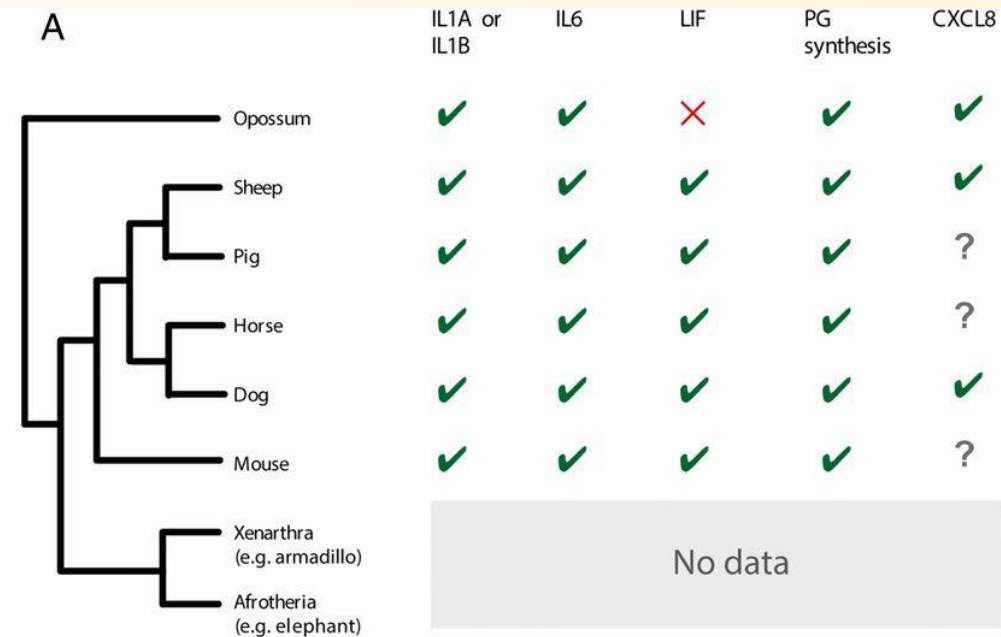 A
IL1A or IL1B
IL6
LIF
PG synthesis
CXCL8
Opossum
Sheep
Pig
?
Horse
?
Dog
Mouse
?
Xenarthra
(e.g. armadillo)
No data
Afrotheria
(e.g. elephant)